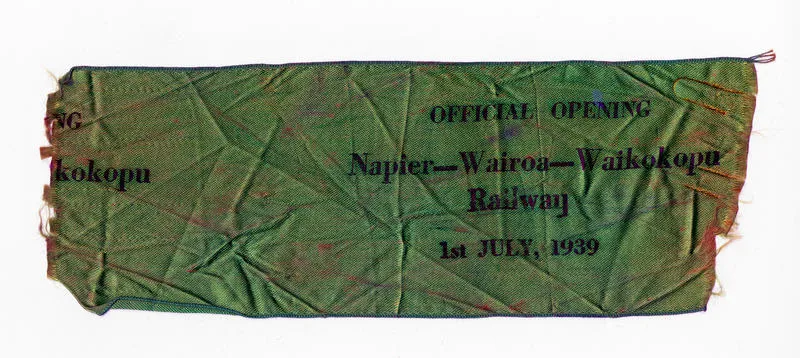 NG
kokopu
OFFICIAL OPENING
Napier—Wairoa—Waikokopu
Railway
1st JULY, 1939